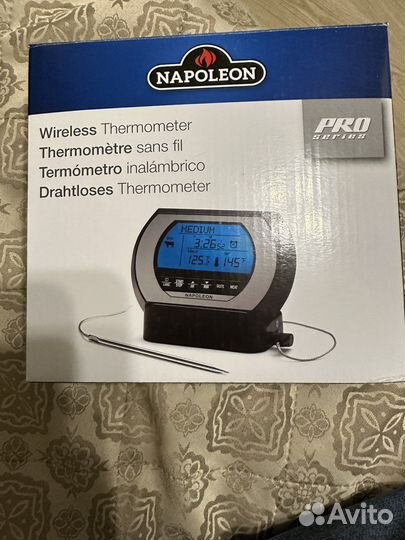 NAPOLEON
PRO
series
Wireless Thermometer
Thermomètre sans fil
Termómetro inalámbrico
Drahtloses Thermometer
MEDIUM
3:26
125°F 145°F
NAPOLEON
Avito